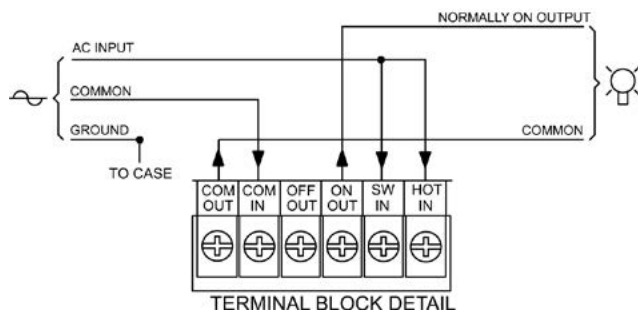 NORMALLY ON OUTPUT
AC INPUT
COMMON
GROUND
COMMON
TO CASE
COM OUT
COM IN
OFF OUT
ON OUT
SW IN
HOT IN
TERMINAL BLOCK DETAIL